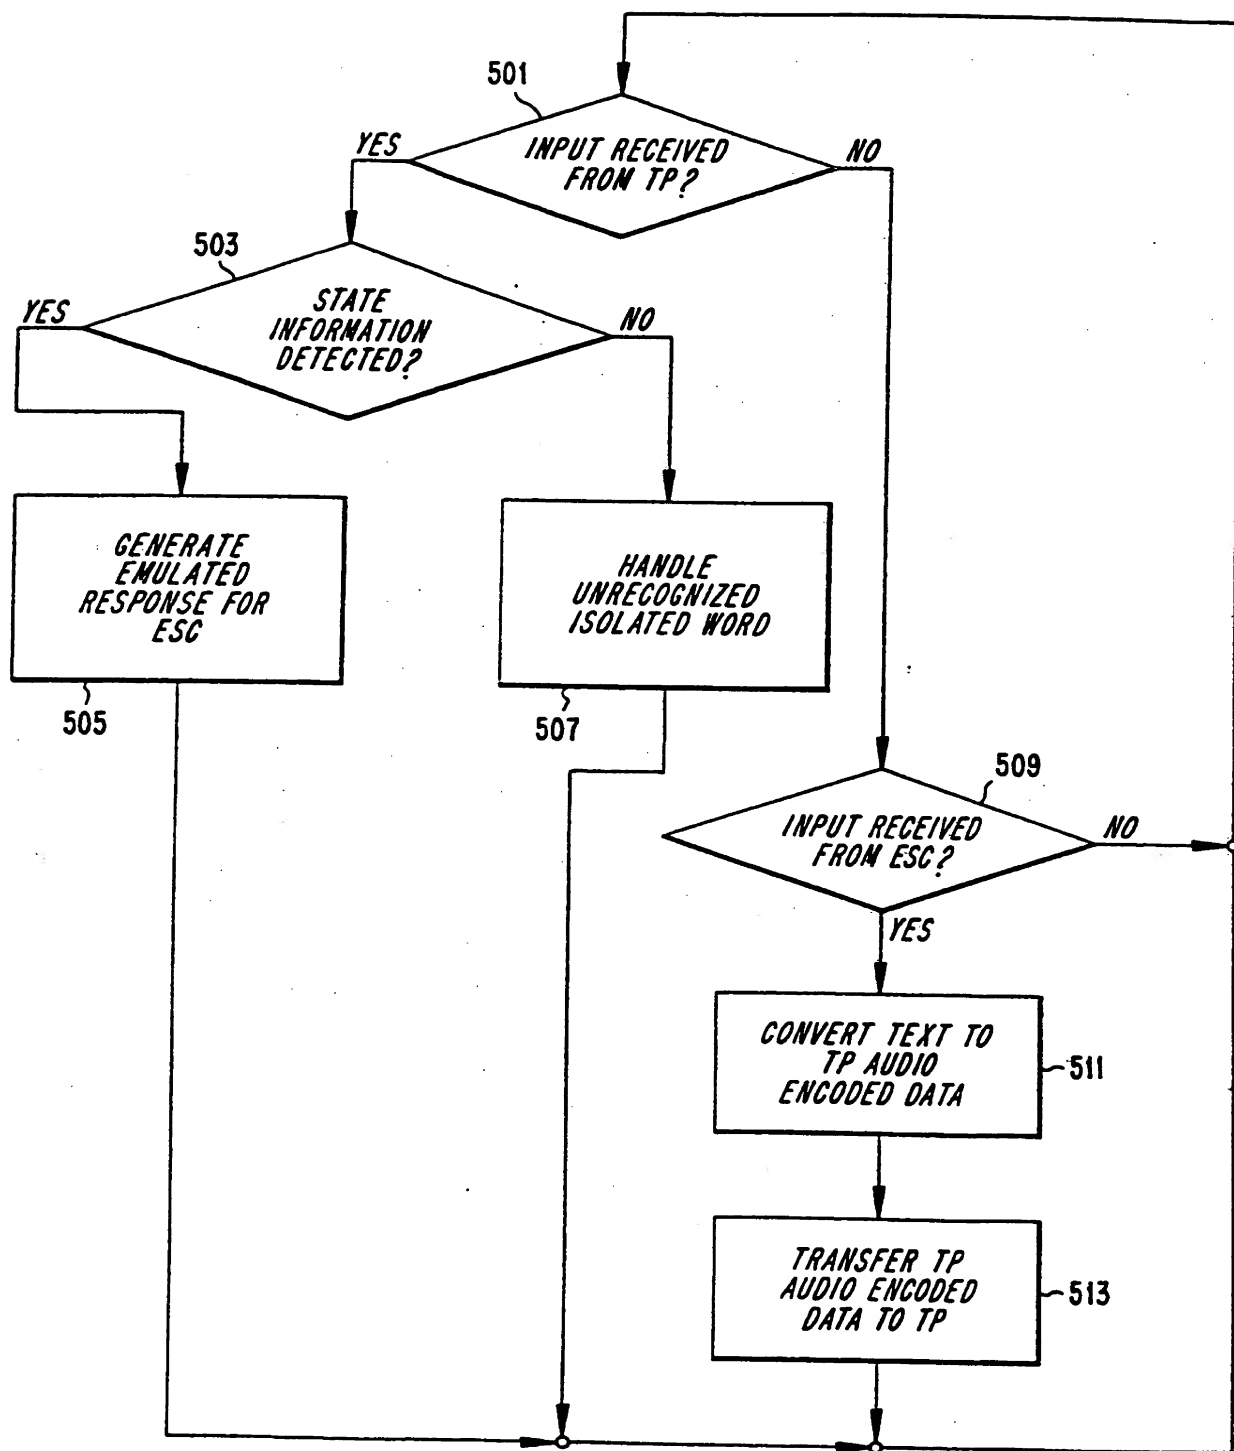 501
YES
INPUT RECEIVED
FROM TP?
NO
503
YES
STATE
INFORMATION
DETECTED?
NO
GENERATE
EMULATED
RESPONSE FOR
ESC
505
HANDLE
UNRECOGNIZED
ISOLATED WORD
507
509
INPUT RECEIVED
FROM ESC?
NO
YES
CONVERT TEXT TO
TP AUDIO
ENCODED DATA
511
TRANSFER TP
AUDIO ENCODED
DATA TO TP
513